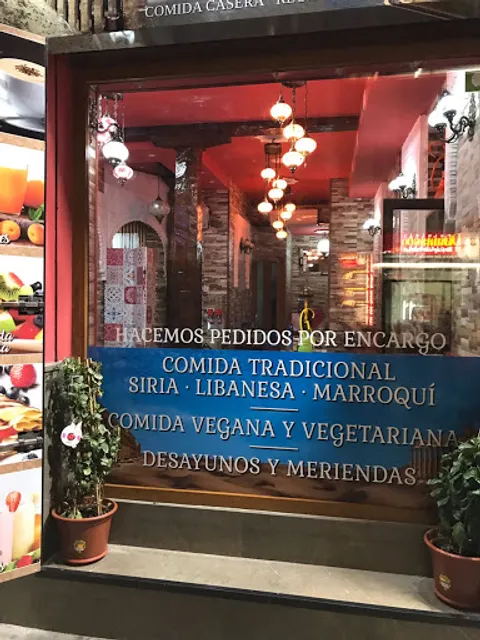 COMIDA CASERA
HACEMOS PEDIDOS POR ENCARGO
COMIDA TRADICIONAL
SIRIA · LIBANESA · MARROQUÍ
COMIDA VEGANA Y VEGETARIANA
DESAYUNOS Y MERIENDAS